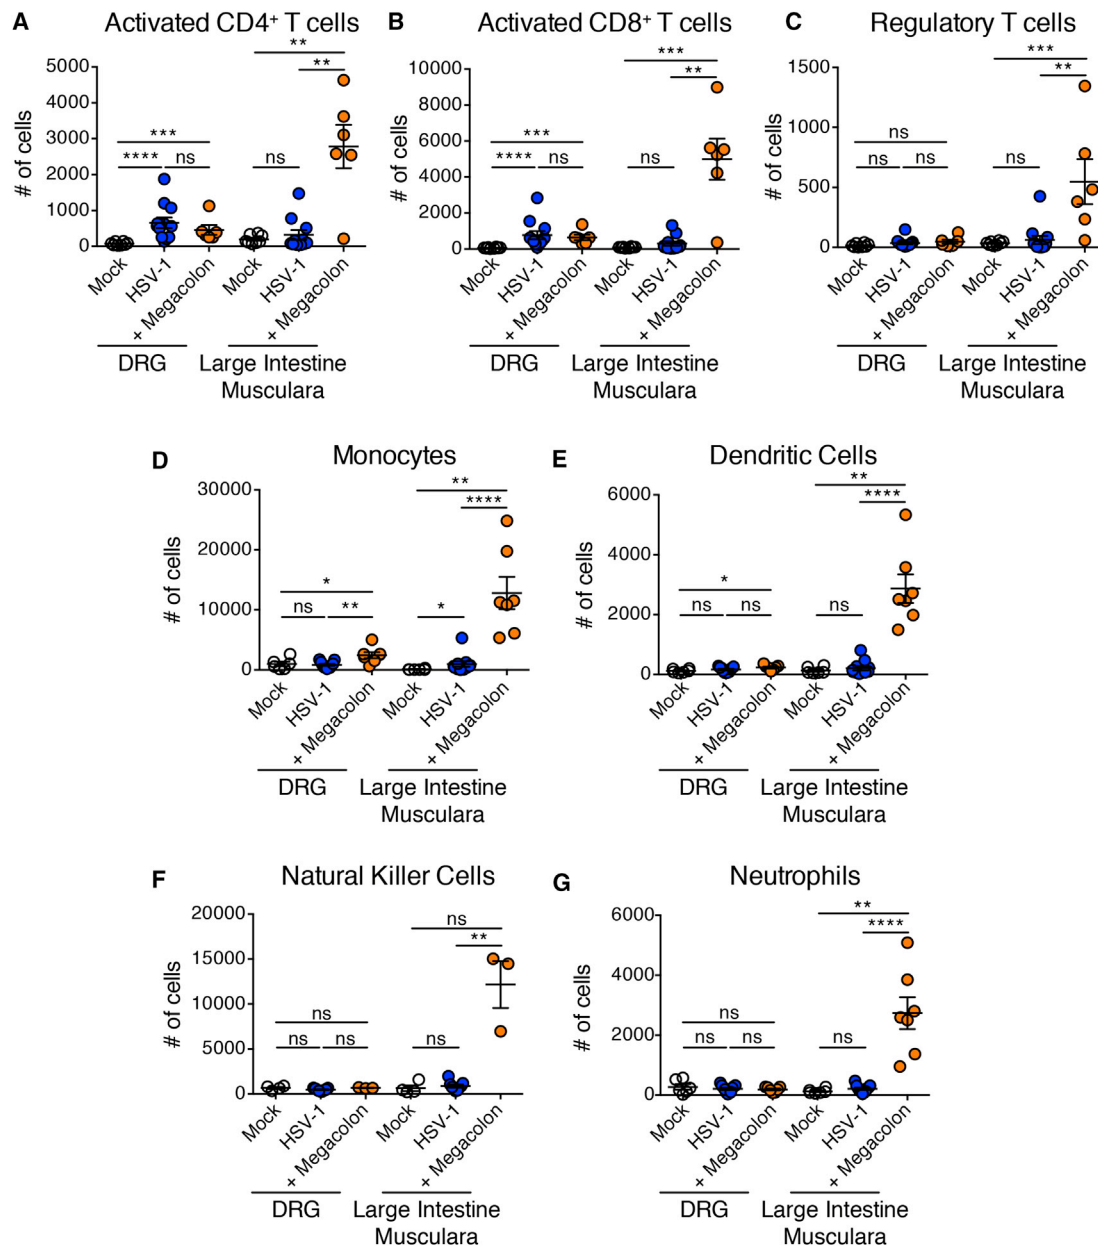 A Activated CD4+ T cells
**
**
***
**** ns
ns
# of cells
5000
4000
3000
2000
1000
0
Mock
HSV-1
+ Megacolon
Mock
HSV-1
+ Megacolon
DRG
Large Intestine
Musculara
B Activated CD8+ T cells
***
**
***
**** ns
ns
# of cells
10000
8000
6000
4000
2000
0
Mock
HSV-1
+ Megacolon
Mock
HSV-1
+ Megacolon
DRG
Large Intestine
Musculara
C Regulatory T cells
***
**
ns
ns ns
ns
# of cells
1500
1000
500
0
Mock
HSV-1
+ Megacolon
Mock
HSV-1
+ Megacolon
DRG
Large Intestine
Musculara
D Monocytes
**
****
*
ns **
*
# of cells
30000
20000
10000
0
Mock
HSV-1
+ Megacolon
Mock
HSV-1
+ Megacolon
DRG
Large Intestine
Musculara
E Dendritic Cells
**
****
*
ns ns
ns
# of cells
6000
4000
2000
0
Mock
HSV-1
+ Megacolon
Mock
HSV-1
+ Megacolon
DRG
Large Intestine
Musculara
F Natural Killer Cells
ns
**
ns
ns ns
ns
# of cells
20000
15000
10000
5000
0
Mock
HSV-1
+ Megacolon
Mock
HSV-1
+ Megacolon
DRG
Large Intestine
Musculara
G Neutrophils
**
****
ns
ns ns
ns
# of cells
6000
4000
2000
0
Mock
HSV-1
+ Megacolon
Mock
HSV-1
+ Megacolon
DRG
Large Intestine
Musculara